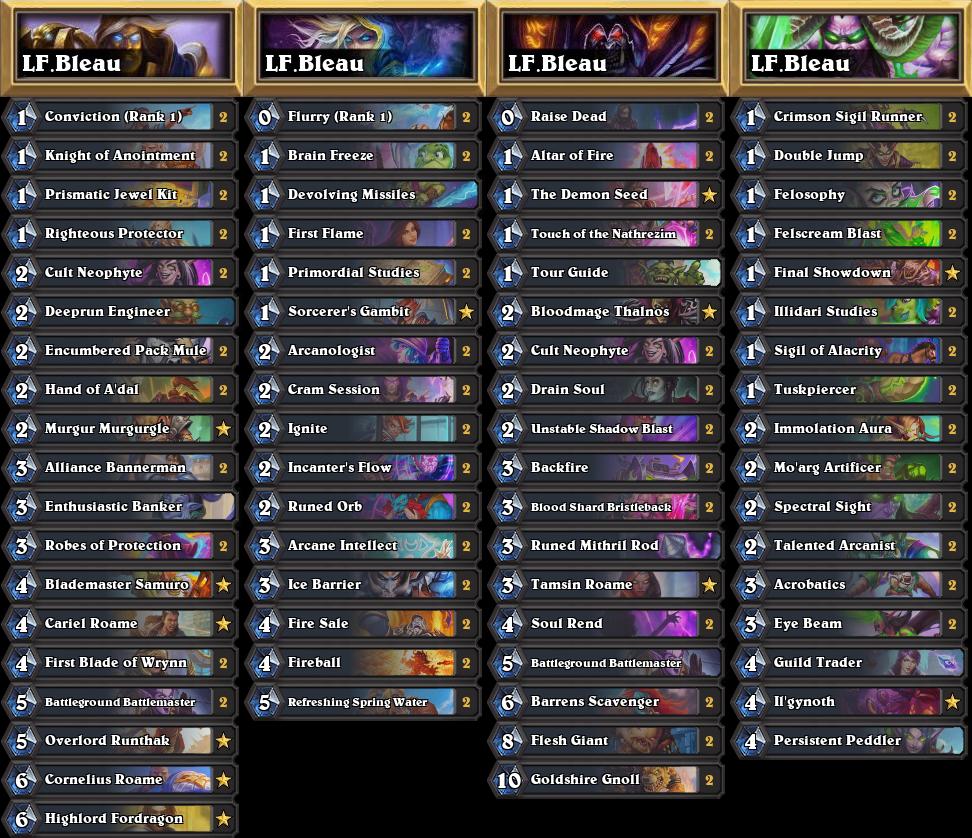 LF.Bleau
1 Conviction (Rank 1) 2
1 Knight of Anointment 2
1 Prismatic Jewel Kit 2
1 Righteous Protector 2
2 Cult Neophyte 2
2 Deeprun Engineer
2 Encumbered Pack Mule 2
2 Hand of A'dal 2
2 Murgur Murgurgle
3 Alliance Bannerman 2
3 Enthusiastic Banker
3 Robes of Protection 2
4 Blademaster Samuro
4 Cariel Roame
4 First Blade of Wrynn 2
5 Battleground Battlemaster 2
5 Overlord Runthak
6 Cornelius Roame
6 Highlord Fordragon
LF.Bleau
0 Flurry (Rank 1) 2
1 Brain Freeze 2
1 Devolving Missiles
1 First Flame 2
1 Primordial Studies 2
1 Sorcerer's Gambit
2 Arcanologist 2
2 Cram Session 2
2 Ignite 2
2 Incanter's Flow 2
2 Runed Orb 2
3 Arcane Intellect 2
3 Ice Barrier 2
4 Fire Sale 2
4 Fireball 2
5 Refreshing Spring Water 2
LF.Bleau
0 Raise Dead 2
1 Altar of Fire 2
1 The Demon Seed
1 Touch of the Nathrezim 2
1 Tour Guide
2 Bloodmage Thalnos
2 Cult Neophyte 2
2 Drain Soul 2
2 Unstable Shadow Blast 2
3 Backfire 2
3 Blood Shard Bristleback 2
3 Runed Mithril Rod
3 Tamsin Roame
4 Soul Rend 2
5 Battleground Battlemaster
6 Barrens Scavenger 2
8 Flesh Giant 2
10 Goldshire Gnoll 2
LF.Bleau
1 Crimson Sigil Runner 2
1 Double Jump 2
1 Felosophy 2
1 Felscream Blast 2
1 Final Showdown
1 Illidari Studies 2
1 Sigil of Alacrity 2
1 Tuskpiercer 2
2 Immolation Aura 2
2 Mo'arg Artificer 2
2 Spectral Sight 2
2 Talented Arcanist 2
3 Acrobatics 2
3 Eye Beam 2
4 Guild Trader
4 Il'gynoth
4 Persistent Peddler